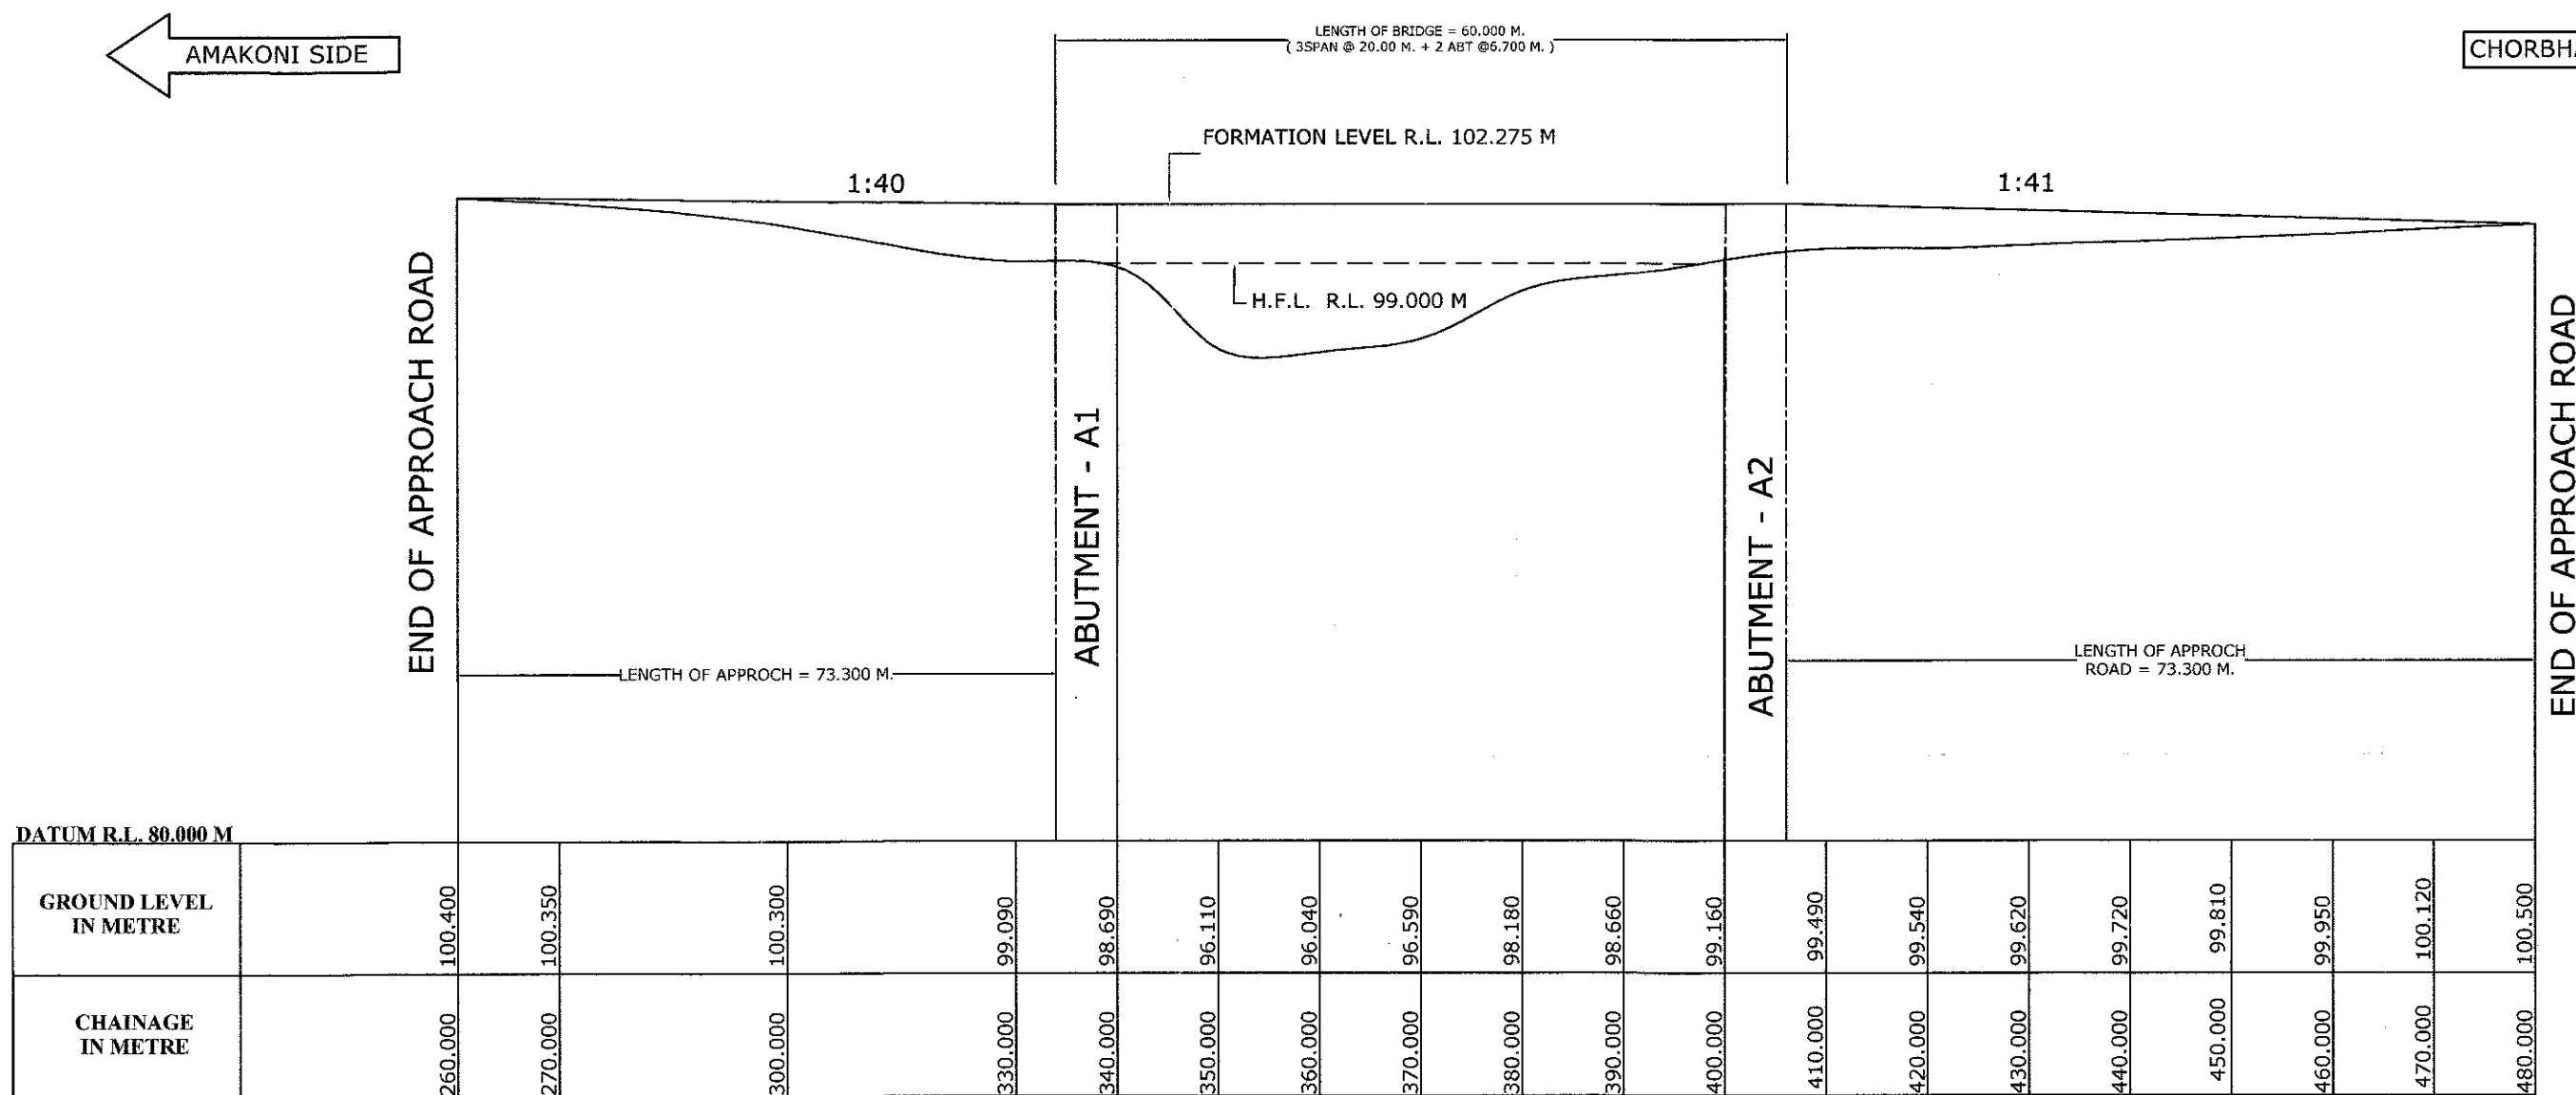 AMAKONI SIDE
LENGTH OF BRIDGE = 60.000 M.
( 3SPAN @ 20.00 M. + 2 ABT @6.700 M. )
CHORBHA
FORMATION LEVEL R.L. 102.275 M
1:40
1:41
H.F.L. R.L. 99.000 M
END OF APPROACH ROAD
ABUTMENT - A1
ABUTMENT - A2
END OF APPROACH ROAD
LENGTH OF APPROCH = 73.300 M.
LENGTH OF APPROCH
ROAD = 73.300 M.
DATUM R.L. 80.000 M
GROUND LEVEL
IN METRE
100.400
100.350
100.300
99.090
98.690
96.110
96.040
96.590
98.180
98.660
99.160
99.490
99.540
99.620
99.720
99.810
99.950
100.120
100.500
CHAINAGE
IN METRE
260.000
270.000
300.000
330.000
340.000
350.000
360.000
370.000
380.000
390.000
400.000
410.000
420.000
430.000
440.000
450.000
460.000
470.000
480.000